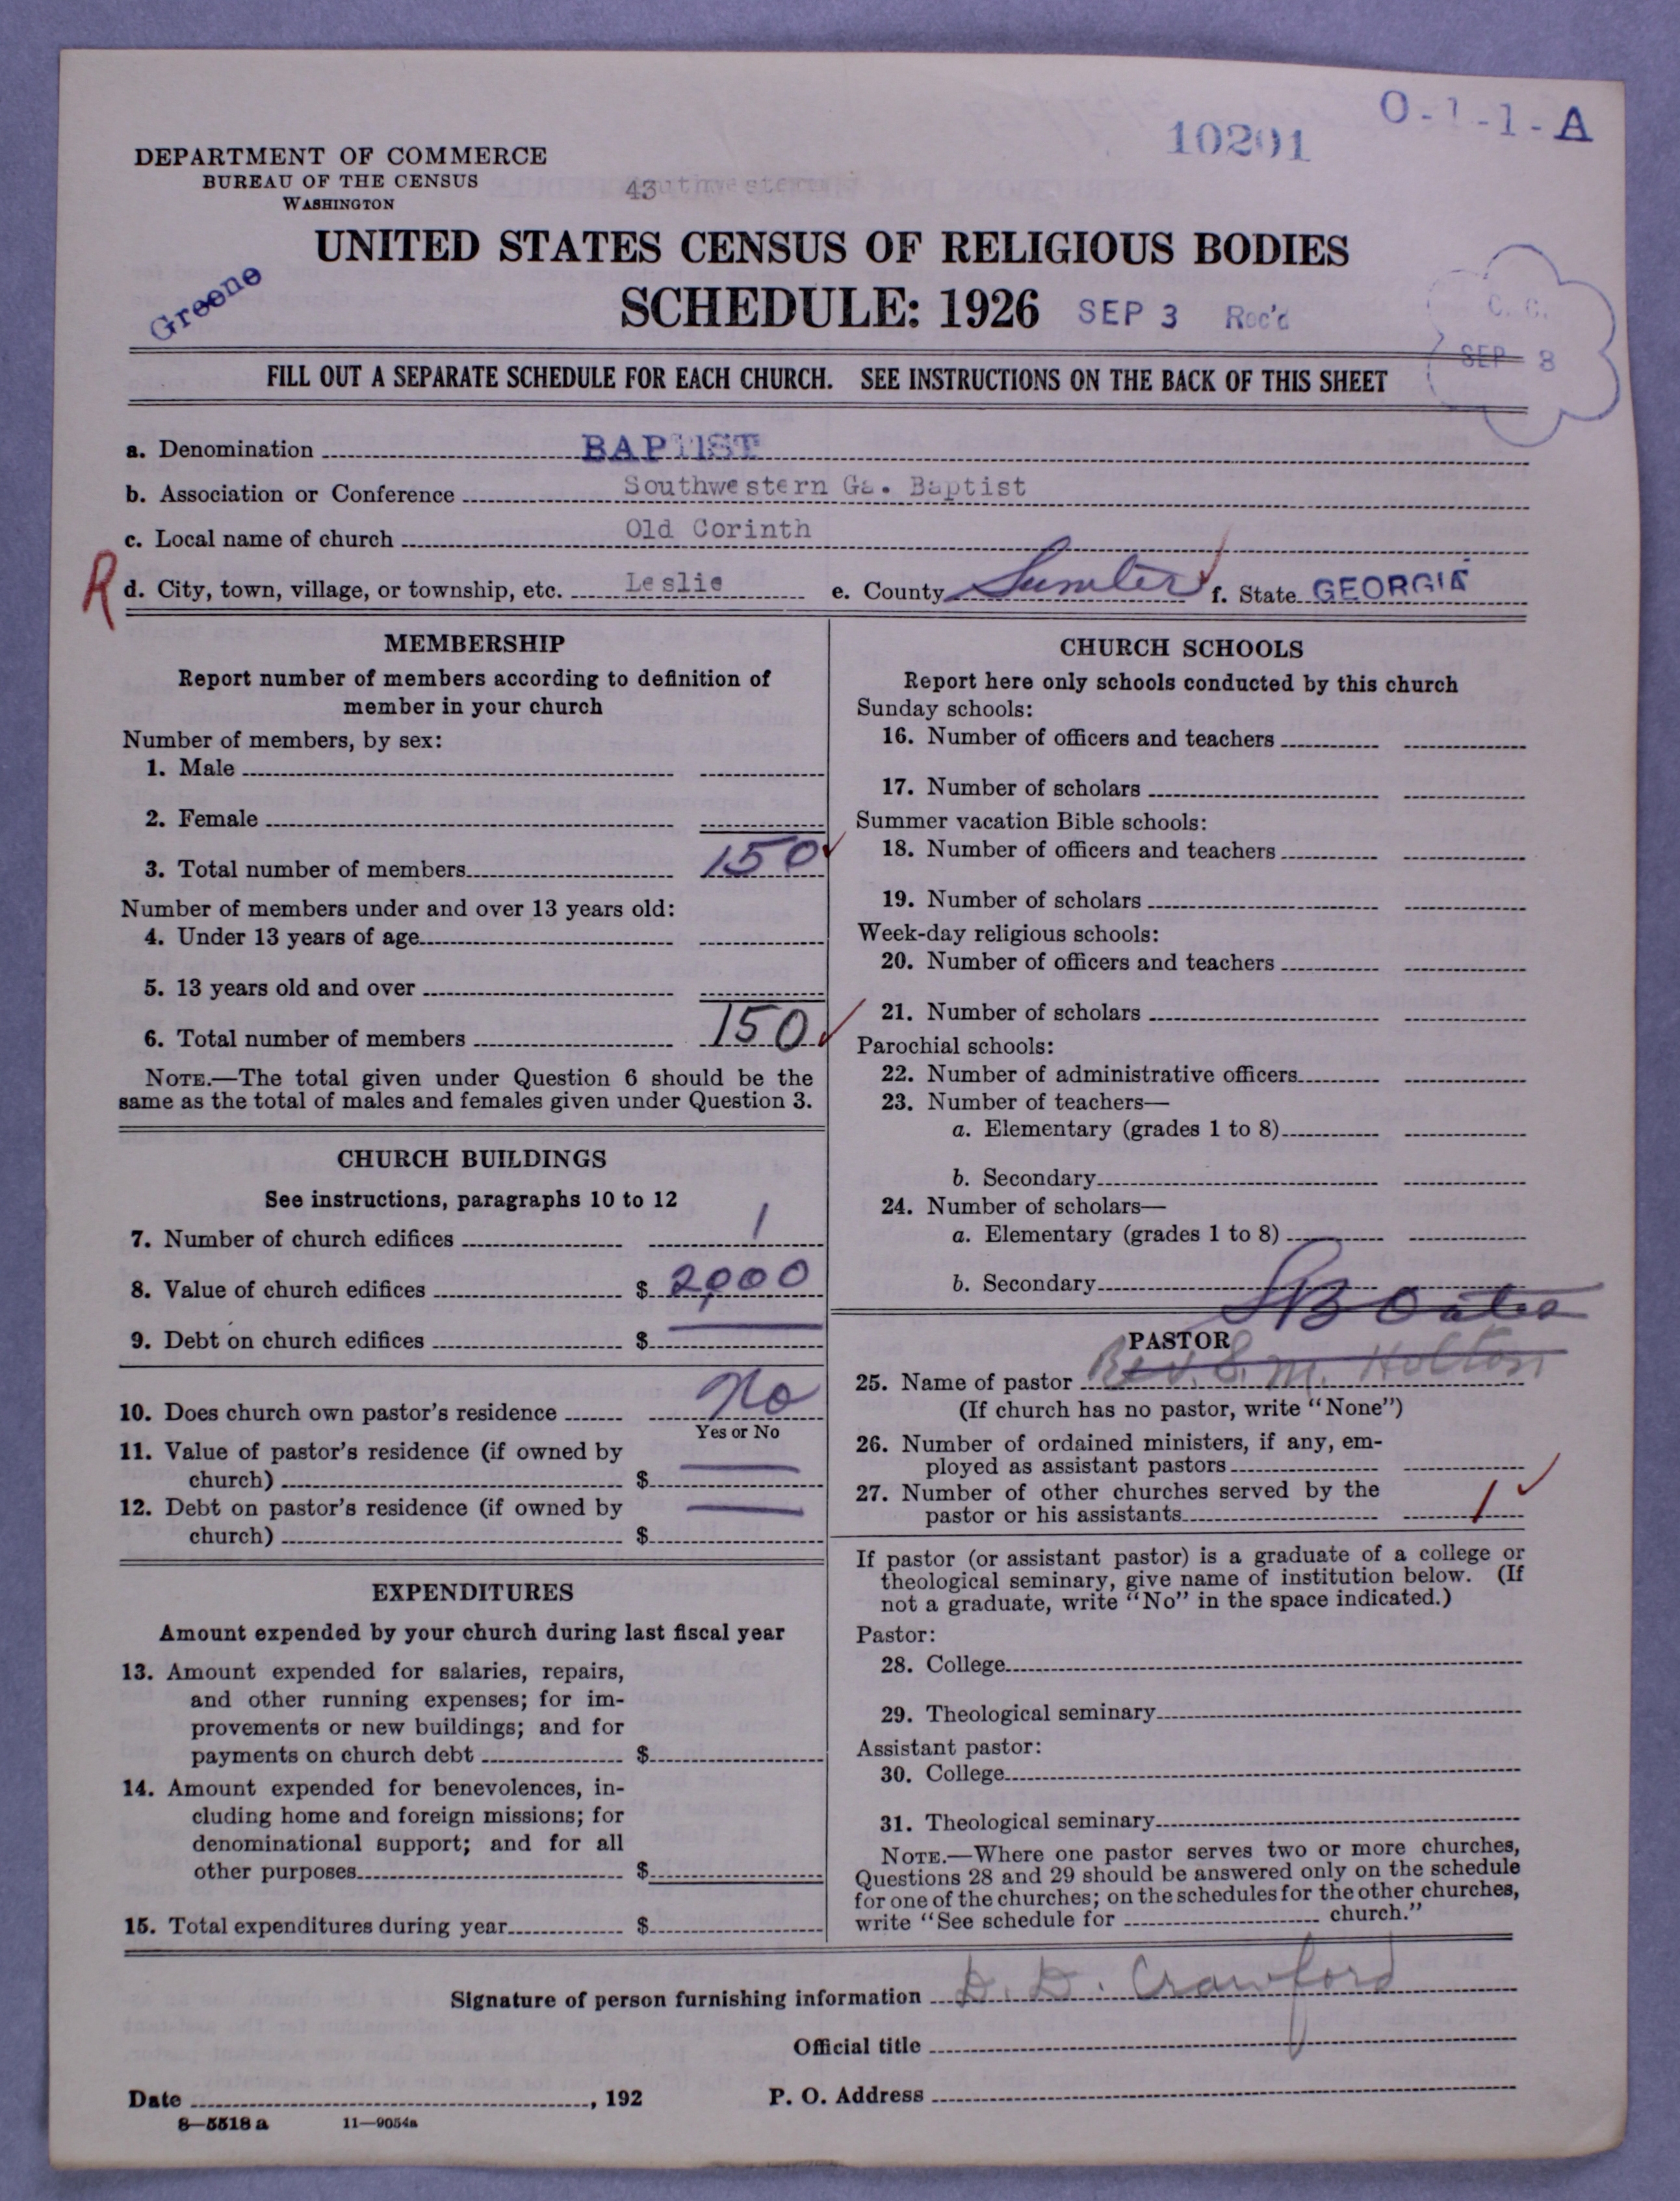 O-1-1-A
10201
DEPARTMENT OF COMMERCE
BUREAU OF THE CENSUS
WASHINGTON
43
UNITED STATES CENSUS OF RELIGIOUS BODIES
Greene
SCHEDULE: 1926 SEP 3 Rec'd
C. C.
SEP 8
FILL OUT A SEPARATE SCHEDULE FOR EACH CHURCH. SEE INSTRUCTIONS ON THE BACK OF THIS SHEET
a. Denomination BAPTIST
b. Association or Conference Southwestern Ga. Baptist
c. Local name of church Old Corinth
R d. City, town, village, or township, etc. Leslie e. County Sumter f. State GEORGIA
MEMBERSHIP
Report number of members according to definition of
member in your church
Number of members, by sex:
1. Male
2. Female
3. Total number of members 150
Number of members under and over 13 years old:
4. Under 13 years of age
5. 13 years old and over
6. Total number of members 150
NOTE.—The total given under Question 6 should be the
same as the total of males and females given under Question 3.
CHURCH BUILDINGS
See instructions, paragraphs 10 to 12
7. Number of church edifices 1
8. Value of church edifices $ 2,000
9. Debt on church edifices $
10. Does church own pastor's residence No
Yes or No
11. Value of pastor's residence (if owned by
church) $
12. Debt on pastor's residence (if owned by
church) $
EXPENDITURES
Amount expended by your church during last fiscal year
13. Amount expended for salaries, repairs,
and other running expenses; for im-
provements or new buildings; and for
payments on church debt $
14. Amount expended for benevolences, in-
cluding home and foreign missions; for
denominational support; and for all
other purposes $
15. Total expenditures during year $
CHURCH SCHOOLS
Report here only schools conducted by this church
Sunday schools:
16. Number of officers and teachers
17. Number of scholars
Summer vacation Bible schools:
18. Number of officers and teachers
19. Number of scholars
Week-day religious schools:
20. Number of officers and teachers
21. Number of scholars
Parochial schools:
22. Number of administrative officers
23. Number of teachers—
a. Elementary (grades 1 to 8)
b. Secondary
24. Number of scholars—
a. Elementary (grades 1 to 8)
b. Secondary
SB Oates
PASTOR
25. Name of pastor Rev. S. M. Holton
(If church has no pastor, write "None")
26. Number of ordained ministers, if any, em-
ployed as assistant pastors
27. Number of other churches served by the
pastor or his assistants 1
If pastor (or assistant pastor) is a graduate of a college or
theological seminary, give name of institution below. (If
not a graduate, write "No" in the space indicated.)
Pastor:
28. College
29. Theological seminary
Assistant pastor:
30. College
31. Theological seminary
NOTE.—Where one pastor serves two or more churches,
Questions 28 and 29 should be answered only on the schedule
for one of the churches; on the schedules for the other churches,
write "See schedule for church."
Signature of person furnishing information D. D. Crawford
Official title
Date , 192 P. O. Address
8—5518 a 11—9054a